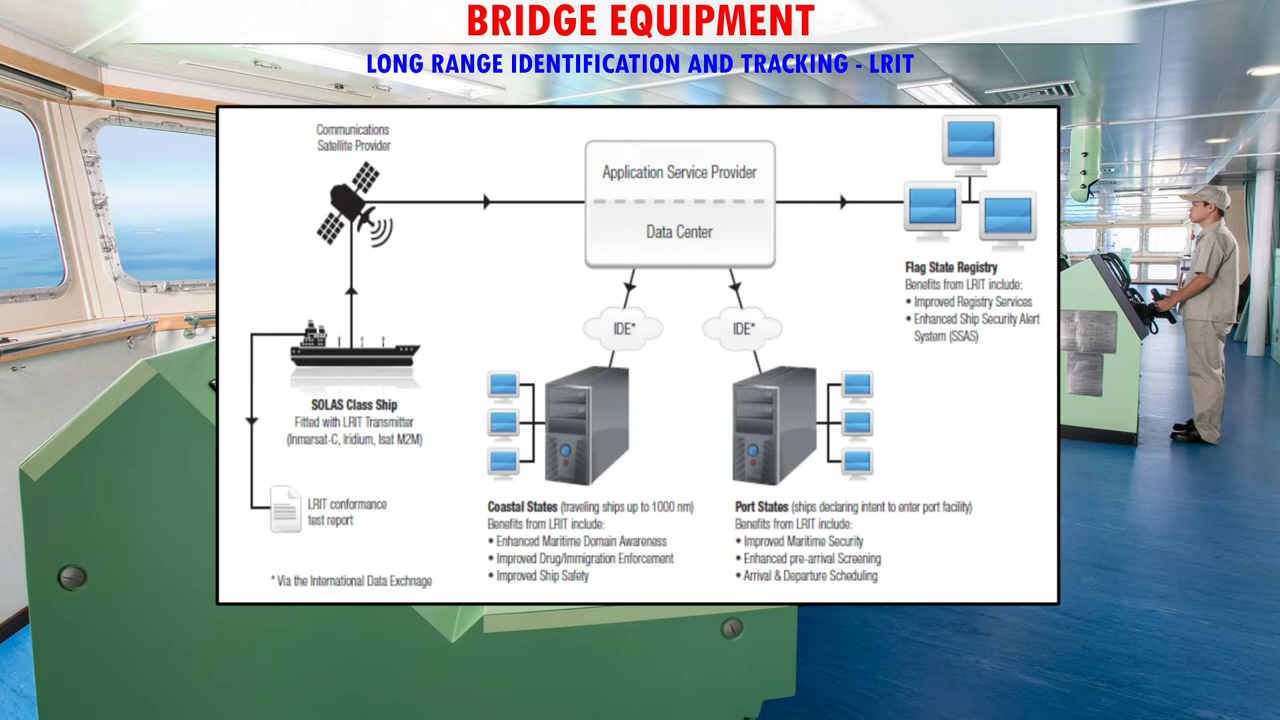 BRIDGE EQUIPMENT
LONG RANGE IDENTIFICATION AND TRACKING - LRIT
Communications
Satellite Provider
Application Service Provider
Data Center
Flag State Registry
Benefits from LRIT include:
• Improved Registry Services
• Enhanced Ship Security Alert
System (SSAS)
IDE*
IDE*
SOLAS Class Ship
Fitted with LRIT Transmitter
(Inmarsat-C, Iridium, Isat M2M)
LRIT conformance
test report
Coastal States (traveling ships up to 1000 nm)
Benefits from LRIT include:
• Enhanced Maritime Domain Awareness
• Improved Drug/Immigration Enforcement
• Improved Ship Safety
Port States (ships declaring intent to enter port facility)
Benefits from LRIT include:
• Improved Maritime Security
• Enhanced pre-arrival Screening
• Arrival & Departure Scheduling
* Via the International Data Exchnage